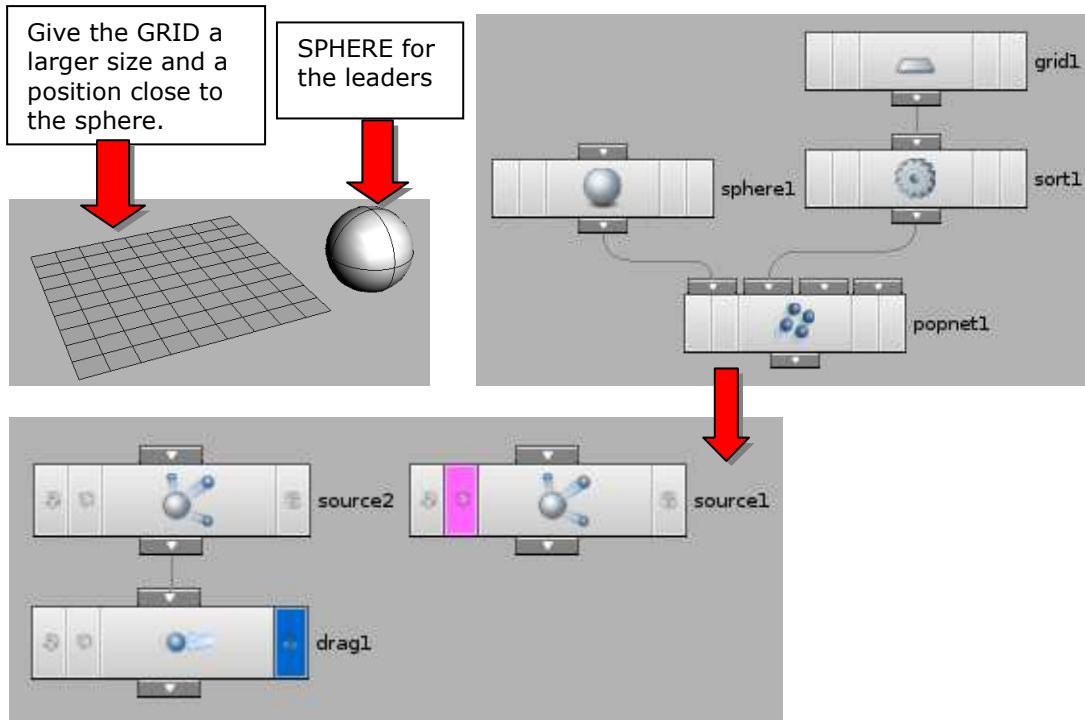 Give the GRID a
larger size and a
position close to
the sphere.
SPHERE for
the leaders
grid1
sphere1
sort1
popnet1
source2
source1
drag1